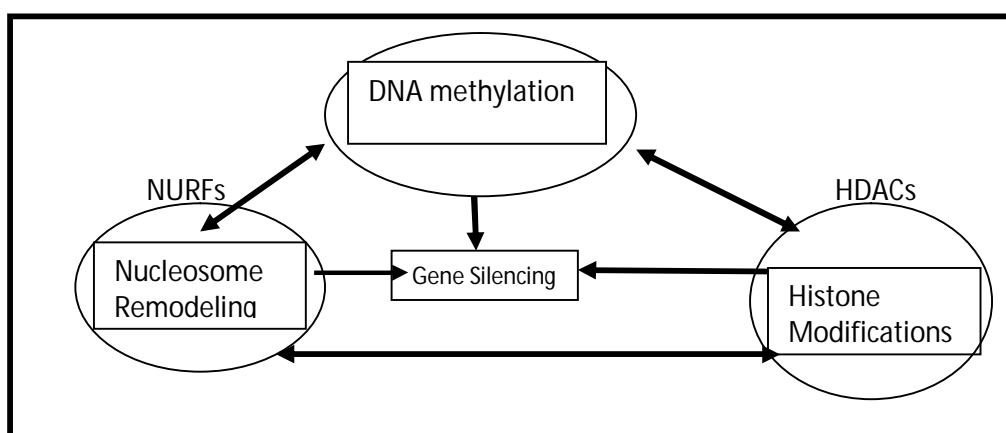 DNA methylation
NURFs
HDACs
Nucleosome
Remodeling
Gene Silencing
Histone
Modifications